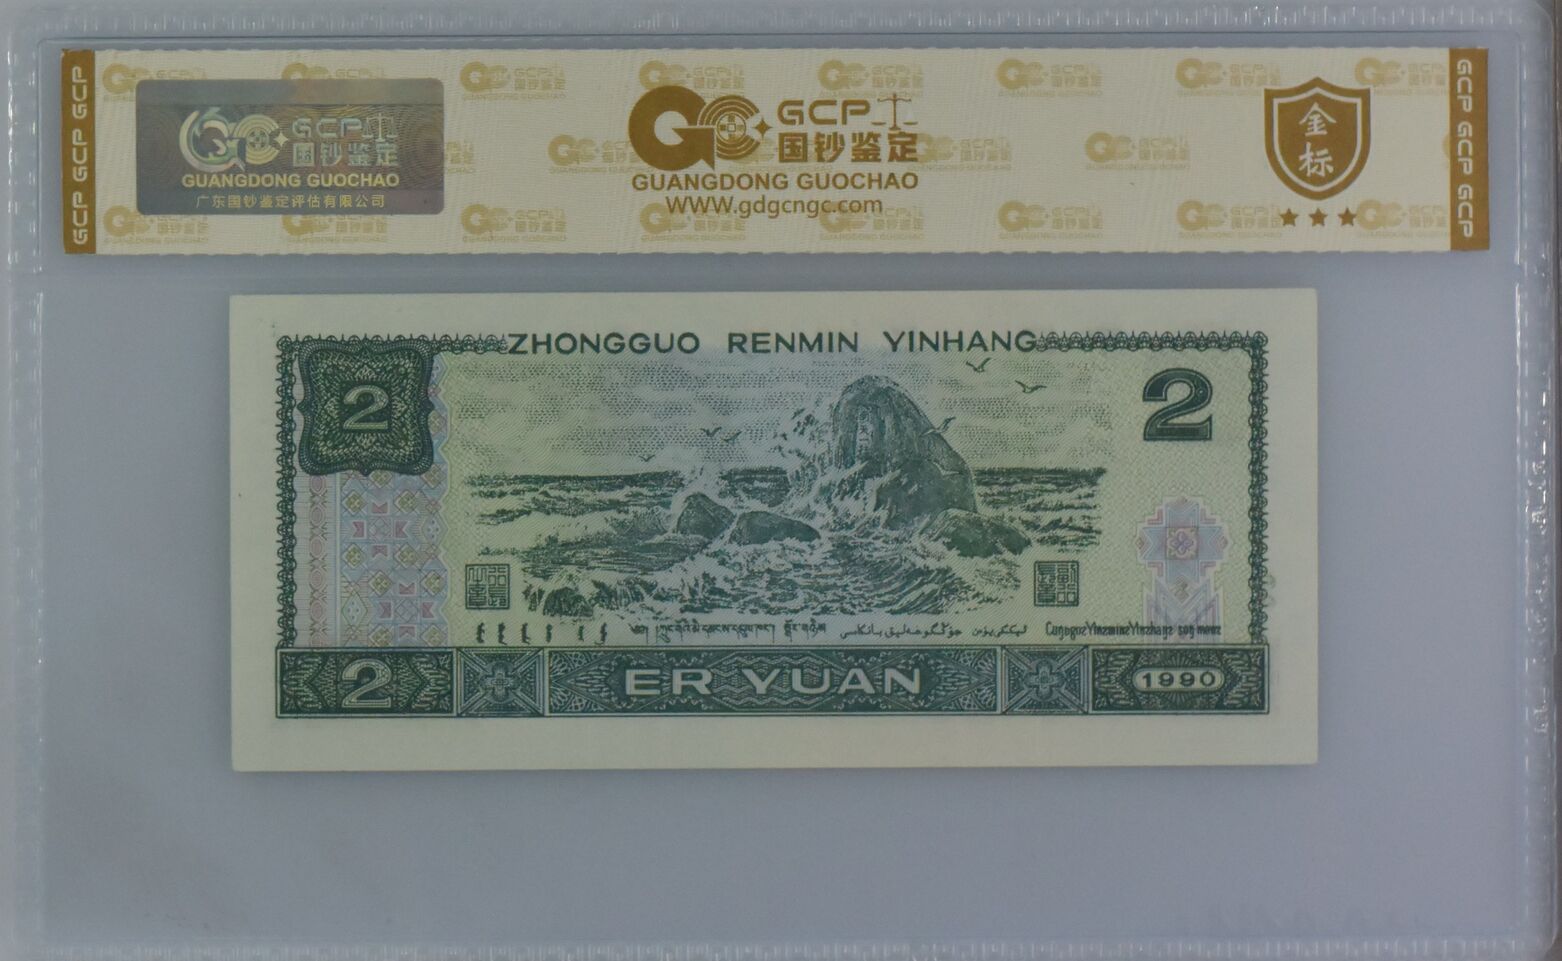 GCP GCP GCP
GCP
国钞鉴定
GUANGDONG GUOCHAO
广东国钞鉴定评估有限公司
GCP
国钞鉴定
GUANGDONG GUOCHAO
WWW.gdgcngc.com
金标
GCP GCP GCP
ZHONGGUO RENMIN YINHANG
2
2
2
ER YUAN
1990